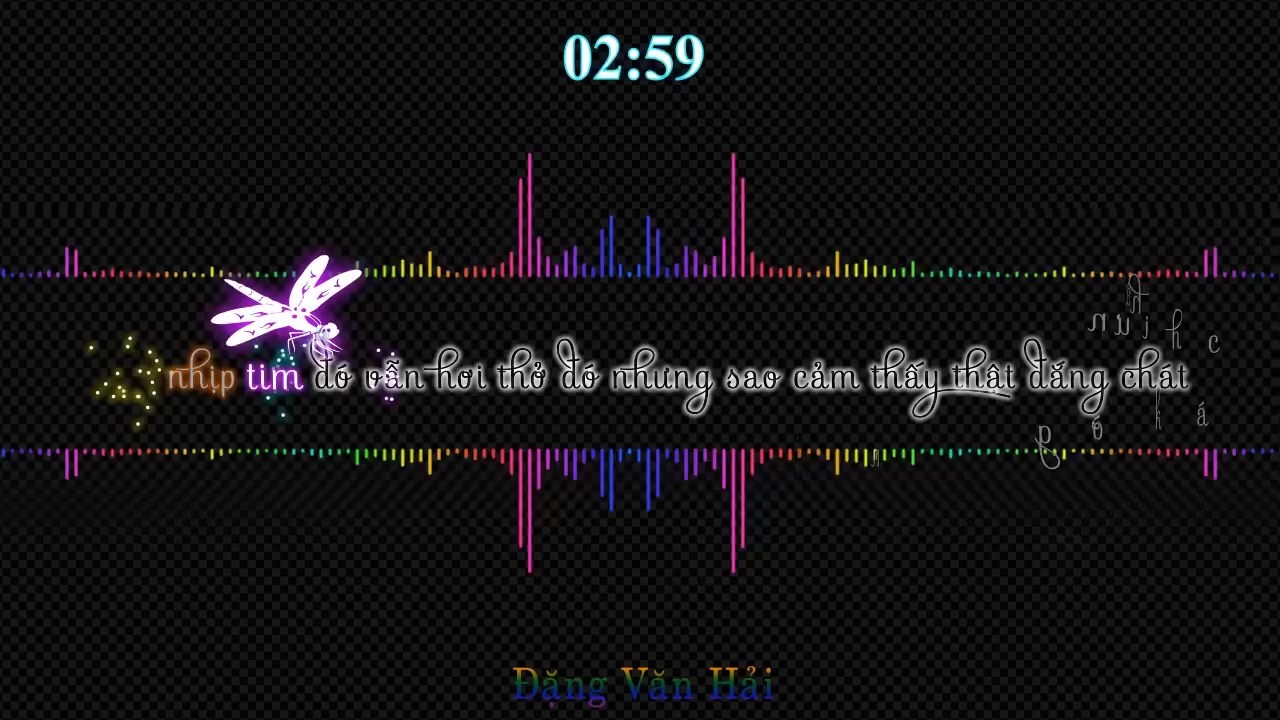 02:59
nhịp tim đó vẫn hơi thở đó nhưng sao cảm thấy thật đắng chát
Đặng Văn Hải